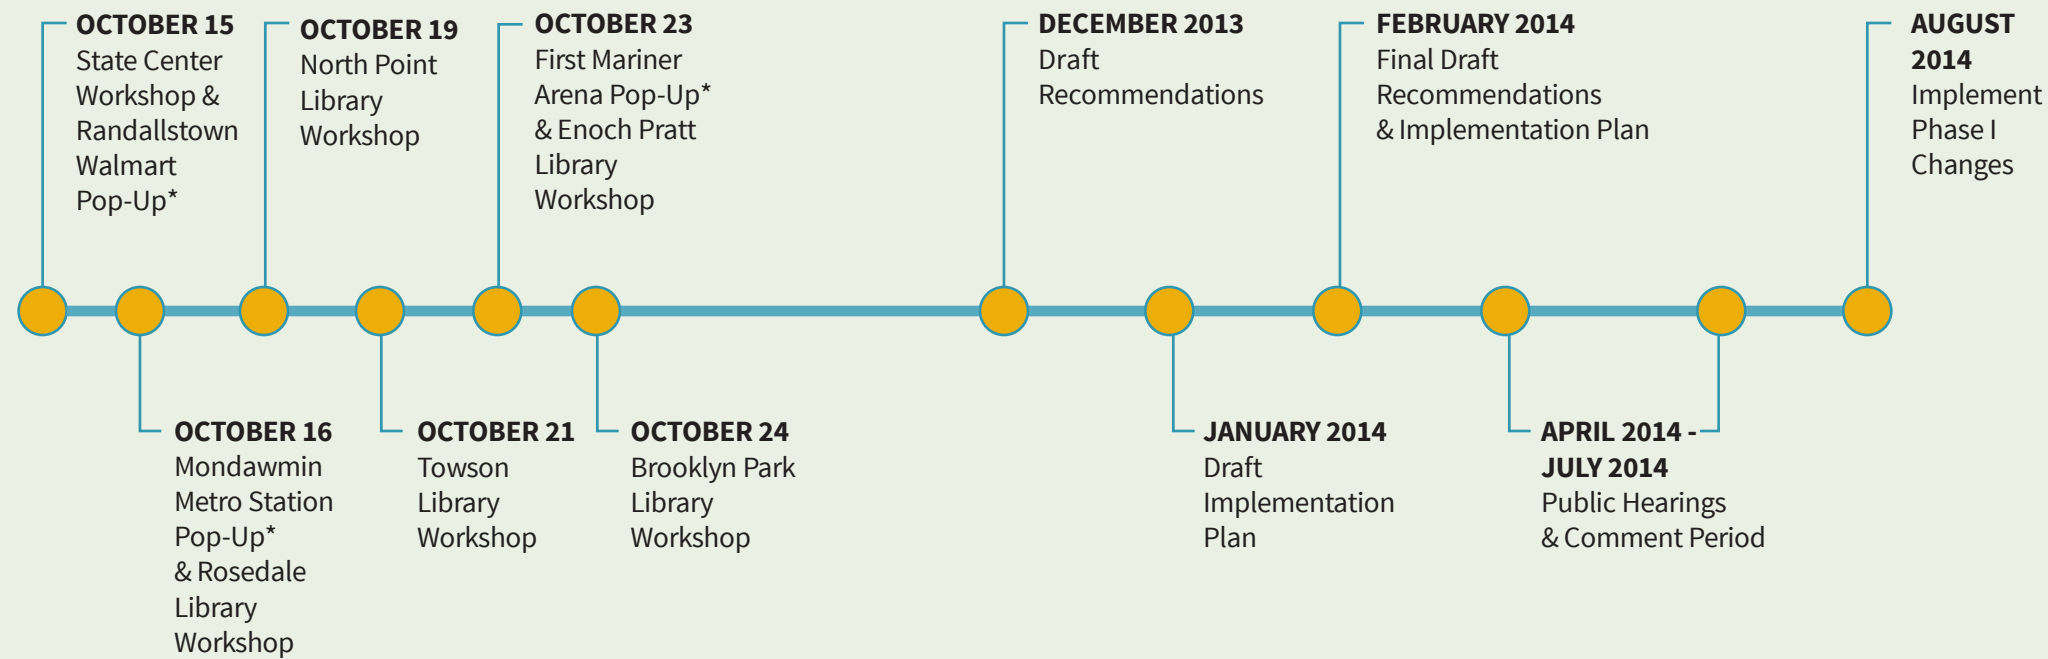 OCTOBER 15
State Center
Workshop &
Randallstown
Walmart
Pop-Up*
OCTOBER 16
Mondawmin
Metro Station
Pop-Up*
& Rosedale
Library
Workshop
OCTOBER 19
North Point
Library
Workshop
OCTOBER 21
Towson
Library
Workshop
OCTOBER 23
First Mariner
Arena Pop-Up*
& Enoch Pratt
Library
Workshop
OCTOBER 24
Brooklyn Park
Library
Workshop
DECEMBER 2013
Draft
Recommendations
JANUARY 2014
Draft
Implementation
Plan
FEBRUARY 2014
Final Draft
Recommendations
& Implementation Plan
APRIL 2014 -
JULY 2014
Public Hearings
& Comment Period
AUGUST
2014
Implement
Phase I
Changes